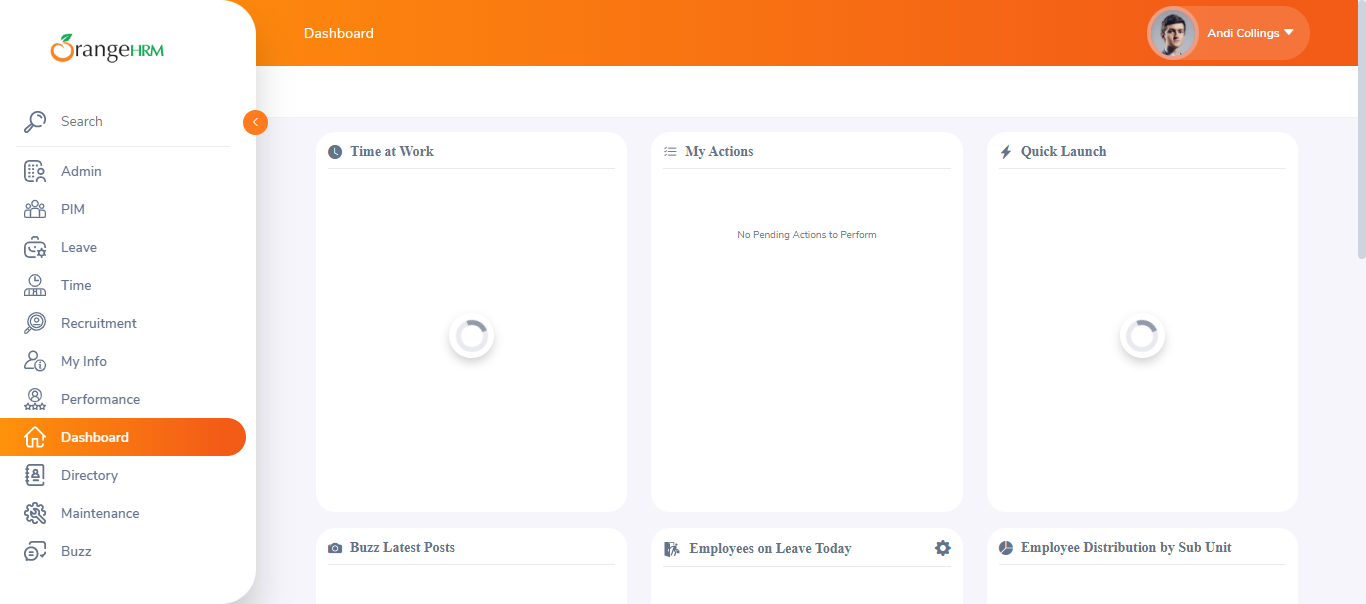 OrangeHRM
Dashboard
Andi Collings
Search
Admin
PIM
Leave
Time
Recruitment
My Info
Performance
Dashboard
Directory
Maintenance
Buzz
Time at Work
My Actions
Quick Launch
No Pending Actions to Perform
Buzz Latest Posts
Employees on Leave Today
Employee Distribution by Sub Unit